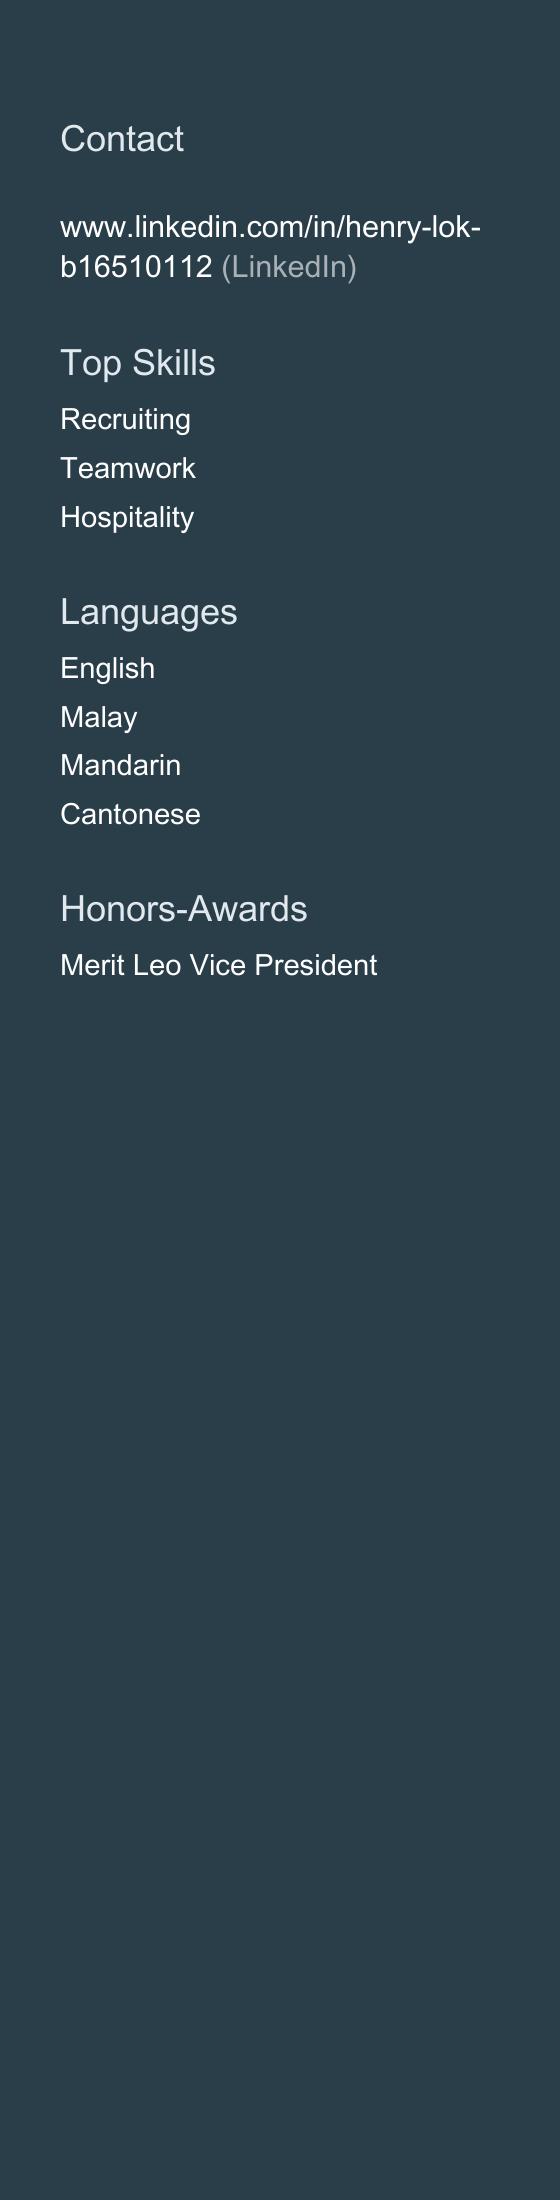 Contact
www.linkedin.com/in/henry-lok-
b16510112 (LinkedIn)
Top Skills
Recruiting
Teamwork
Hospitality
Languages
English
Malay
Mandarin
Cantonese
Honors-Awards
Merit Leo Vice President